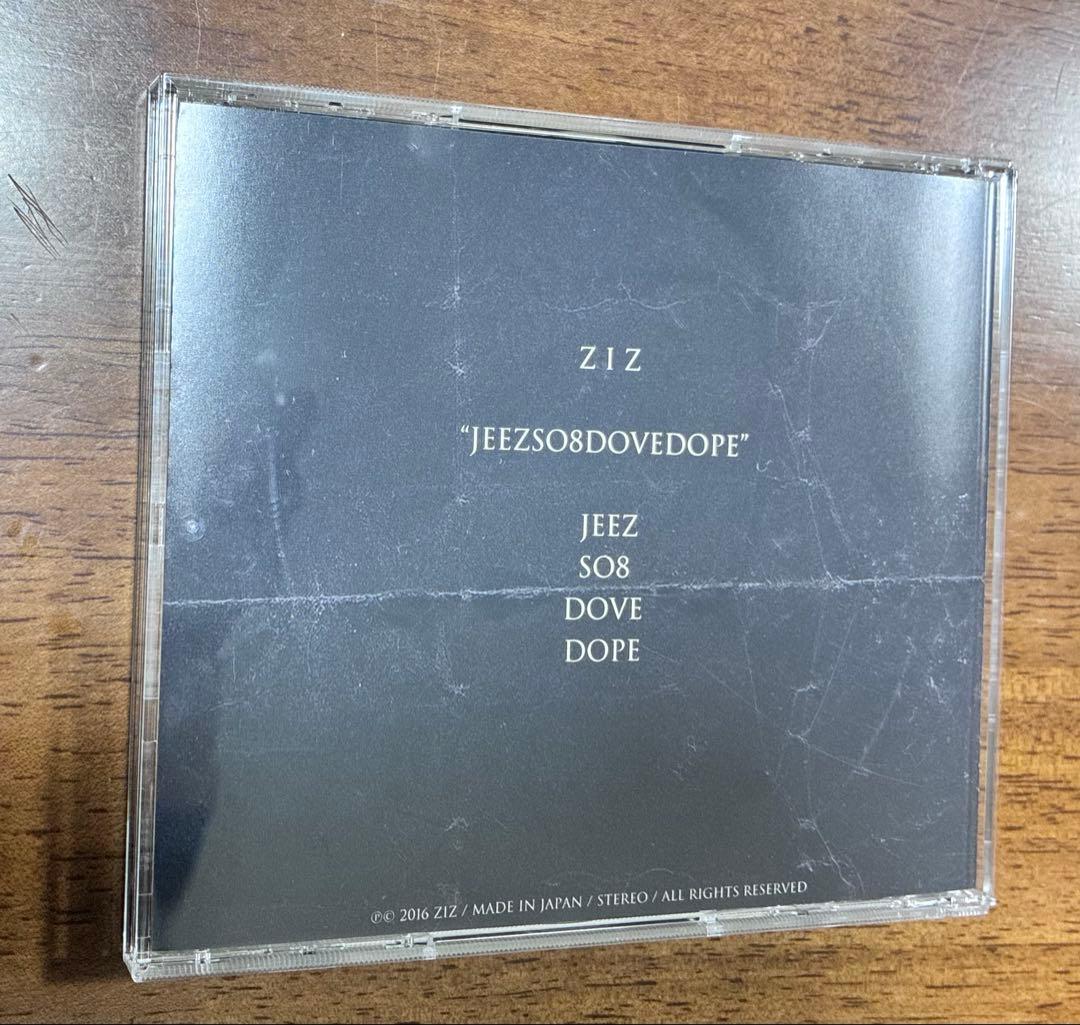 ZIZ
“JEEZSO8DOVEDOPE”
JEEZ
SO8
DOVE
DOPE
℗© 2016 ZIZ / MADE IN JAPAN / STEREO / ALL RIGHTS RESERVED